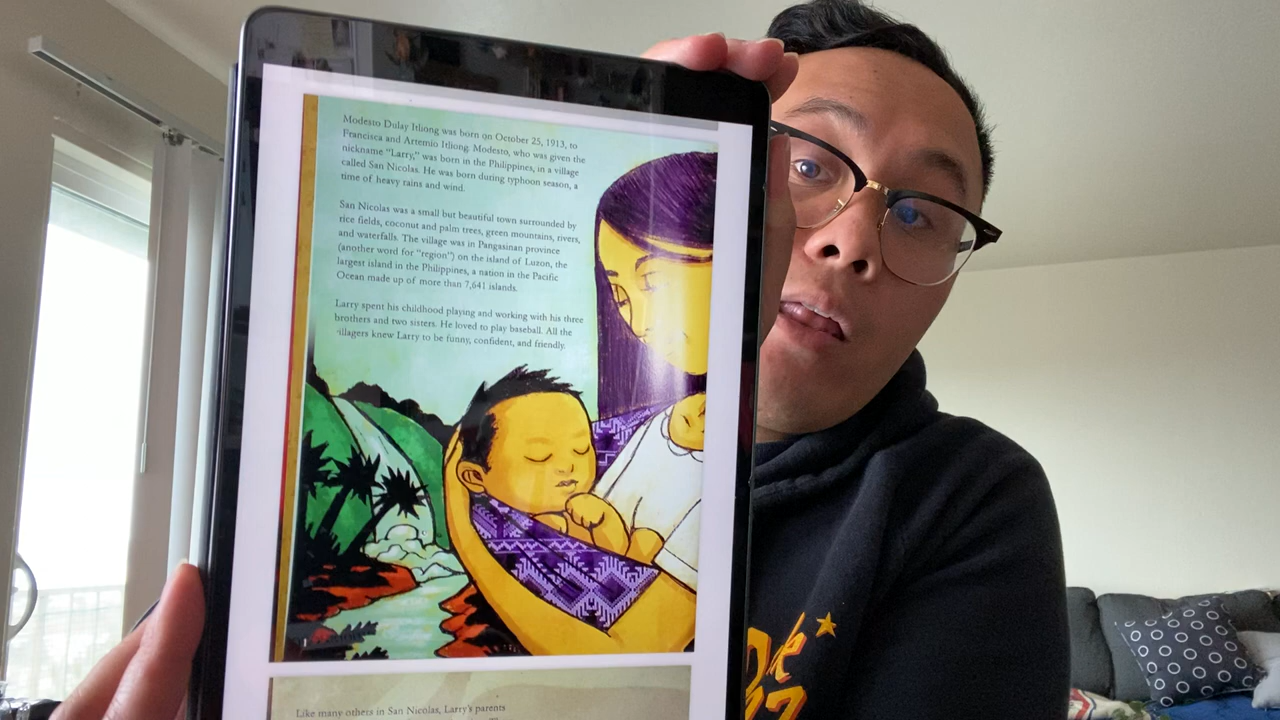 Modesto Dulay Itliong was born on October 25, 1913, to
Francisca and Artemio Itliong. Modesto, who was given the
nickname “Larry,” was born in the Philippines, in a village
called San Nicolas. He was born during typhoon season, a
time of heavy rains and wind.
San Nicolas was a small but beautiful town surrounded by
rice fields, coconut and palm trees, green mountains, rivers,
and waterfalls. The village was in Pangasinan province
(another word for “region”) on the island of Luzon, the
largest island in the Philippines, a nation in the Pacific
Ocean made up of more than 7,641 islands.
Larry spent his childhood playing and working with his three
brothers and two sisters. He loved to play baseball. All the
villagers knew Larry to be funny, confident, and friendly.
Like many others in San Nicolas, Larry’s parents